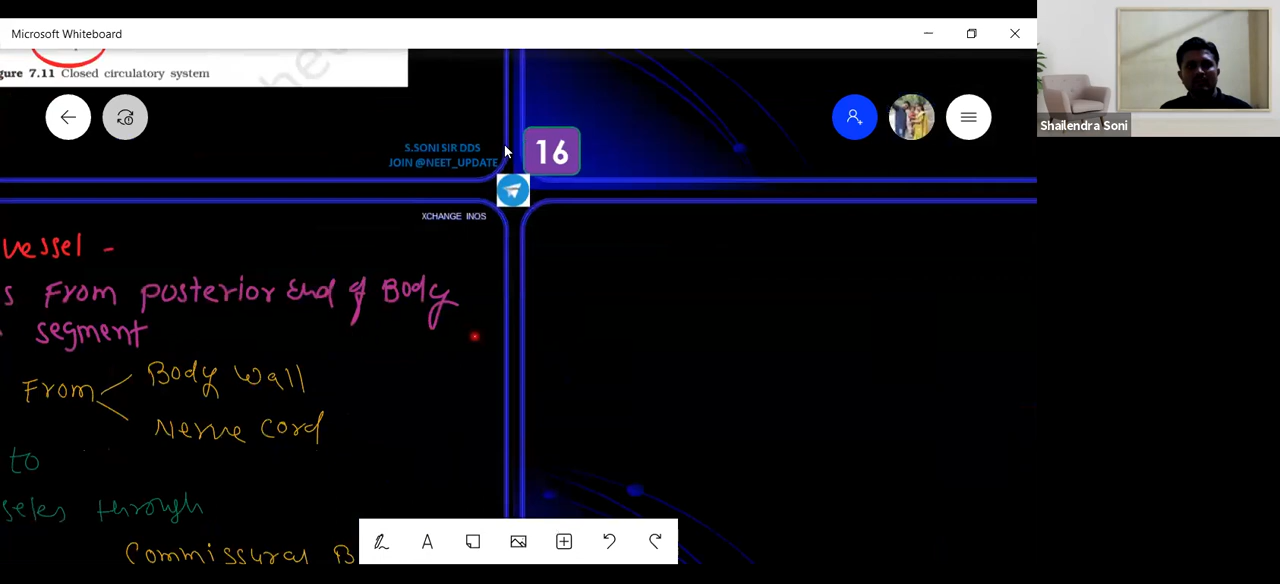 Microsoft Whiteboard
gure 7.11 Closed circulatory system
Shailendra Soni
S.SONI SIR DDS
JOIN @NEET_UPDATE
16
XCHANGE INOS
vessel -
s From posterior End of Body
segment
From Body wall
Nerve cord
to
seles through
Commissural B